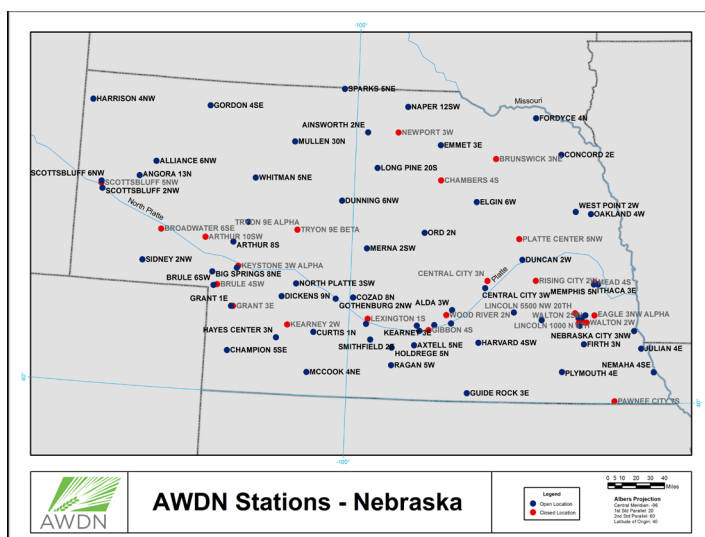 -100
Missouri
SPARKS 5NE
HARRISON 4NW
GORDON 4SE
NAPER 12SW
FORDYCE 4N
AINSWORTH 2NE
NEWPORT 3W
MULLEN 30N
EMMET 3E
CONCORD 2E
BRUNSWICK 3NE
ALLIANCE 6NW
LONG PINE 20S
SCOTTSBLUFF 6NW
ANGORA 13N
WHITMAN 5NE
CHAMBERS 4S
SCOTTSBLUFF 5NW
SCOTTSBLUFF 2NW
DUNNING 6NW
ELGIN 6W
North Platte
WEST POINT 2W
OAKLAND 4W
TRYON 9E ALPHA
BROADWATER 6SE
TRYON 9E BETA
ARTHUR 10SW
ORD 2N
PLATTE CENTER 5NW
ARTHUR 8S
MERNA 2SW
SIDNEY 2NW
DUNCAN 2W
KEYSTONE 3W ALPHA
BIG SPRINGS 8NE
Platte
CENTRAL CITY 3N
BRULE 6SW
BRULE 4SW
NORTH PLATTE 3SW
RISING CITY 2W
MEAD 4S
MEMPHIS 5N
ITHACA 3E
CENTRAL CITY 3W
DICKENS 9N
COZAD 8N
GRANT 1E
GRANT 3E
GOTHENBURG 2NW
ALDA 3W
LINCOLN 5500 NW 20TH
WOOD RIVER 2N
LEXINGTON 1S
EAGLE 3NW ALPHA
LINCOLN 1000 N
WALTON 2W
KEARNEY 2W
HAYES CENTER 3N
CURTIS 1N
KEARNEY 3E
GIBBON 4S
NEBRASKA CITY 3NW
SMITHFIELD 2E
AXTELL 5NE
HARVARD 4SW
FIRTH 3N
CHAMPION 5SE
HOLDREGE 5N
JULIAN 4E
RAGAN 5W
NEMAHA 4SE
MCCOOK 4NE
PLYMOUTH 4E
40
GUIDE ROCK 3E
40
-100
AWDN
AWDN Stations - Nebraska
Legend
Open Location
Closed Location
0 5 10 20 30 40
Miles
Albers Projection
Central Meridian: -96
1st Std Parallel: 20
2nd Std Parallel: 60
Latitude of Origin: 40